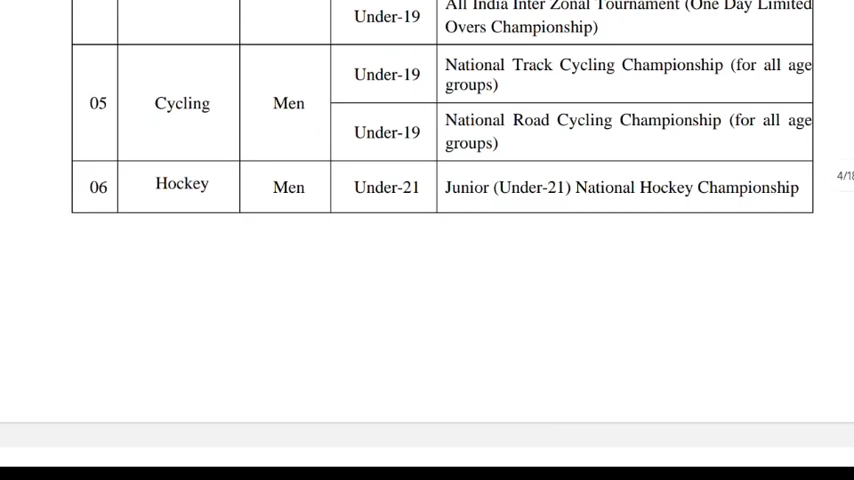 All India Inter Zonal Tournament (One Day Limited
Under-19
Overs Championship)
05
Cycling
Men
Under-19
National Track Cycling Championship (for all age
groups)
Under-19
National Road Cycling Championship (for all age
groups)
06
Hockey
Men
Under-21
Junior (Under-21) National Hockey Championship
4/18